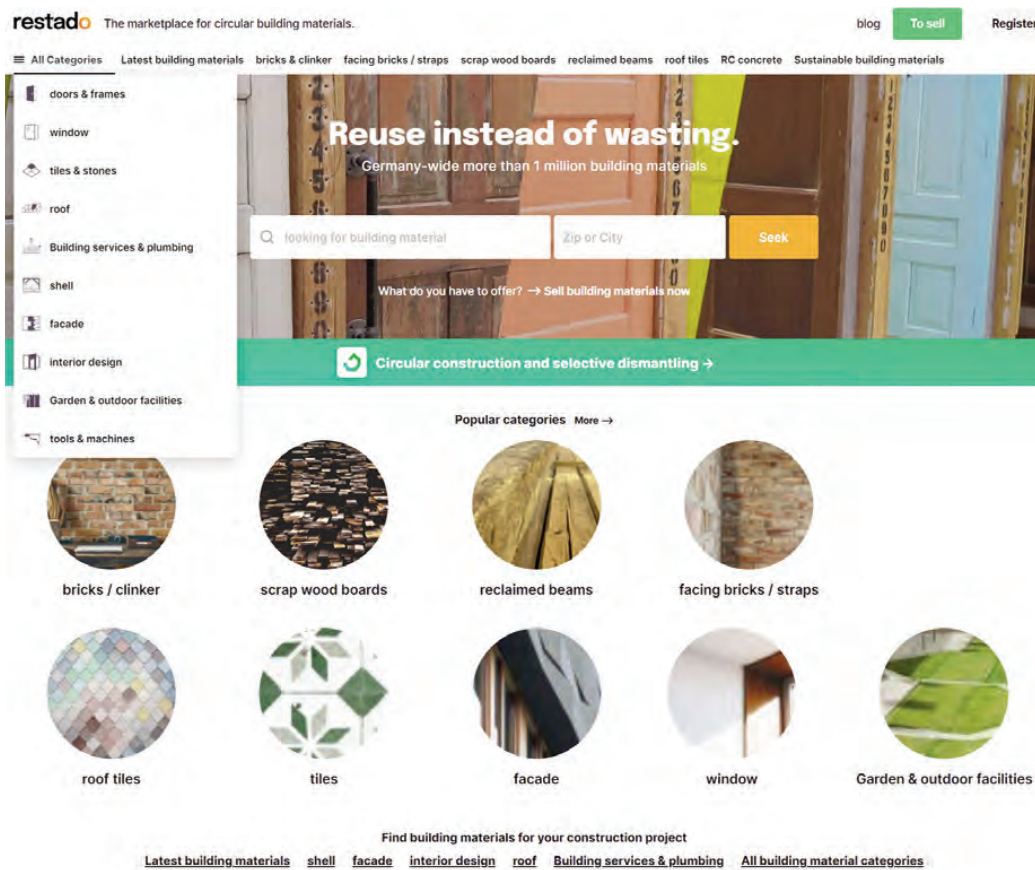 restado The marketplace for circular building materials. blog To sell Register
All Categories Latest building materials bricks & clinker facing bricks / straps scrap wood boards reclaimed beams roof tiles RC concrete Sustainable building materials
doors & frames
window
tiles & stones
roof
Building services & plumbing
shell
facade
interior design
Garden & outdoor facilities
tools & machines
Reuse instead of wasting.
Germany-wide more than 1 million building materials
looking for building material Zip or City Seek
What do you have to offer? → Sell building materials now
Circular construction and selective dismantling →
Popular categories More →
bricks / clinker scrap wood boards reclaimed beams facing bricks / straps
roof tiles tiles facade window Garden & outdoor facilities
Find building materials for your construction project
Latest building materials shell facade interior design roof Building services & plumbing All building material categories